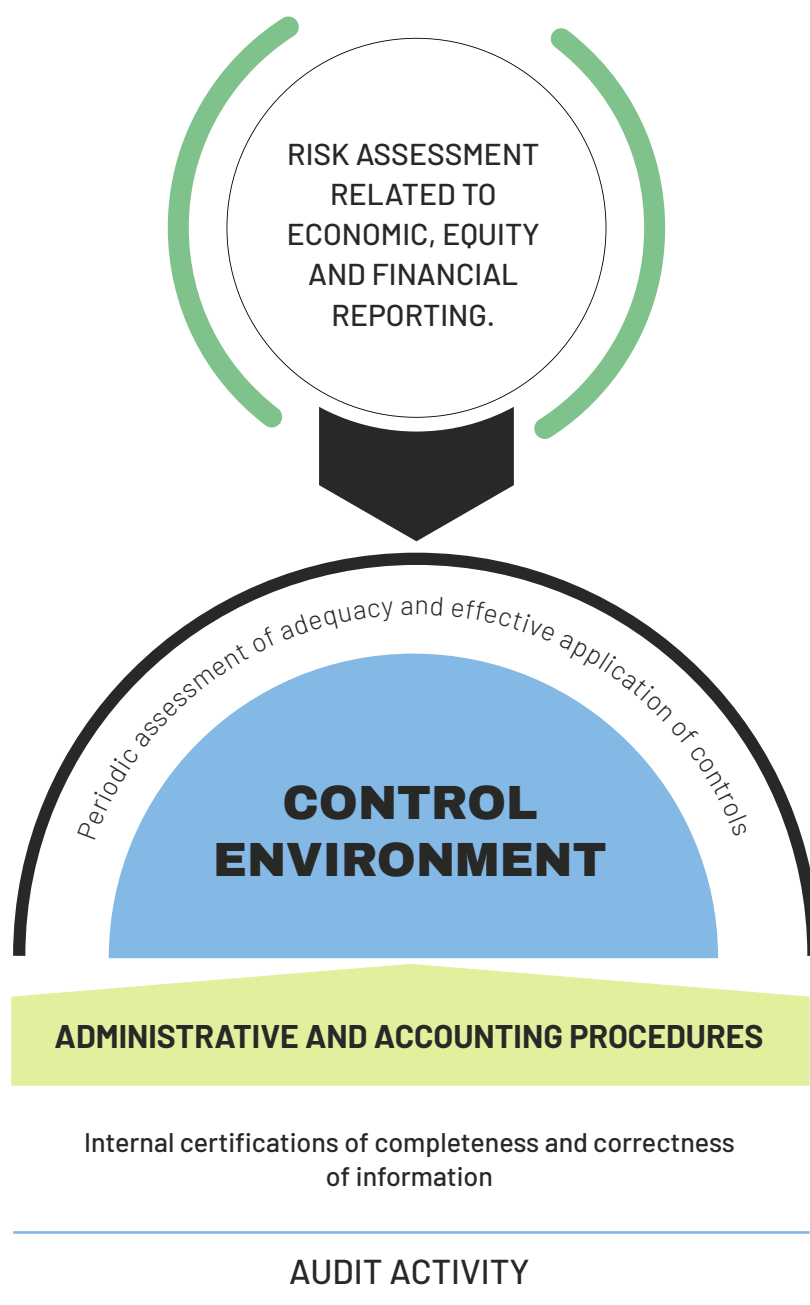 RISK ASSESSMENT
RELATED TO
ECONOMIC, EQUITY
AND FINANCIAL
REPORTING.
Periodic assessment of adequacy and effective application of controls
CONTROL
ENVIRONMENT
ADMINISTRATIVE AND ACCOUNTING PROCEDURES
Internal certifications of completeness and correctness
of information
AUDIT ACTIVITY